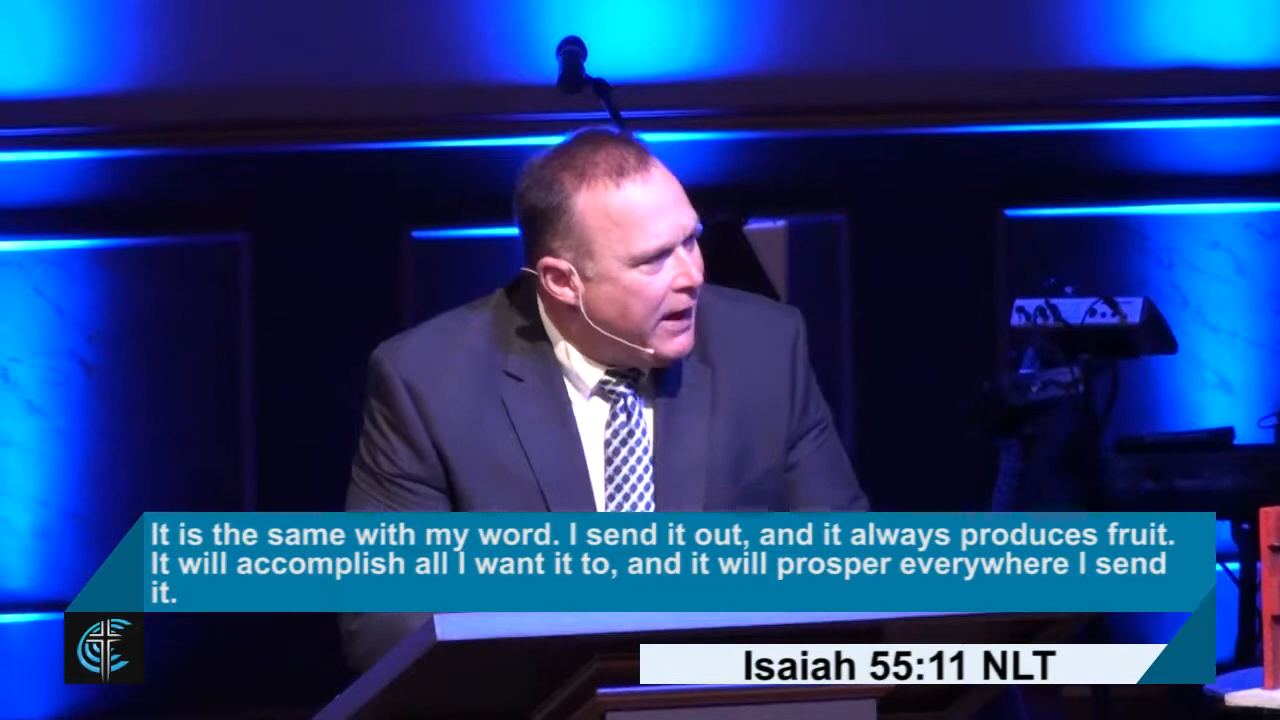 It is the same with my word. I send it out, and it always produces fruit.
It will accomplish all I want it to, and it will prosper everywhere I send
it.
Isaiah 55:11 NLT